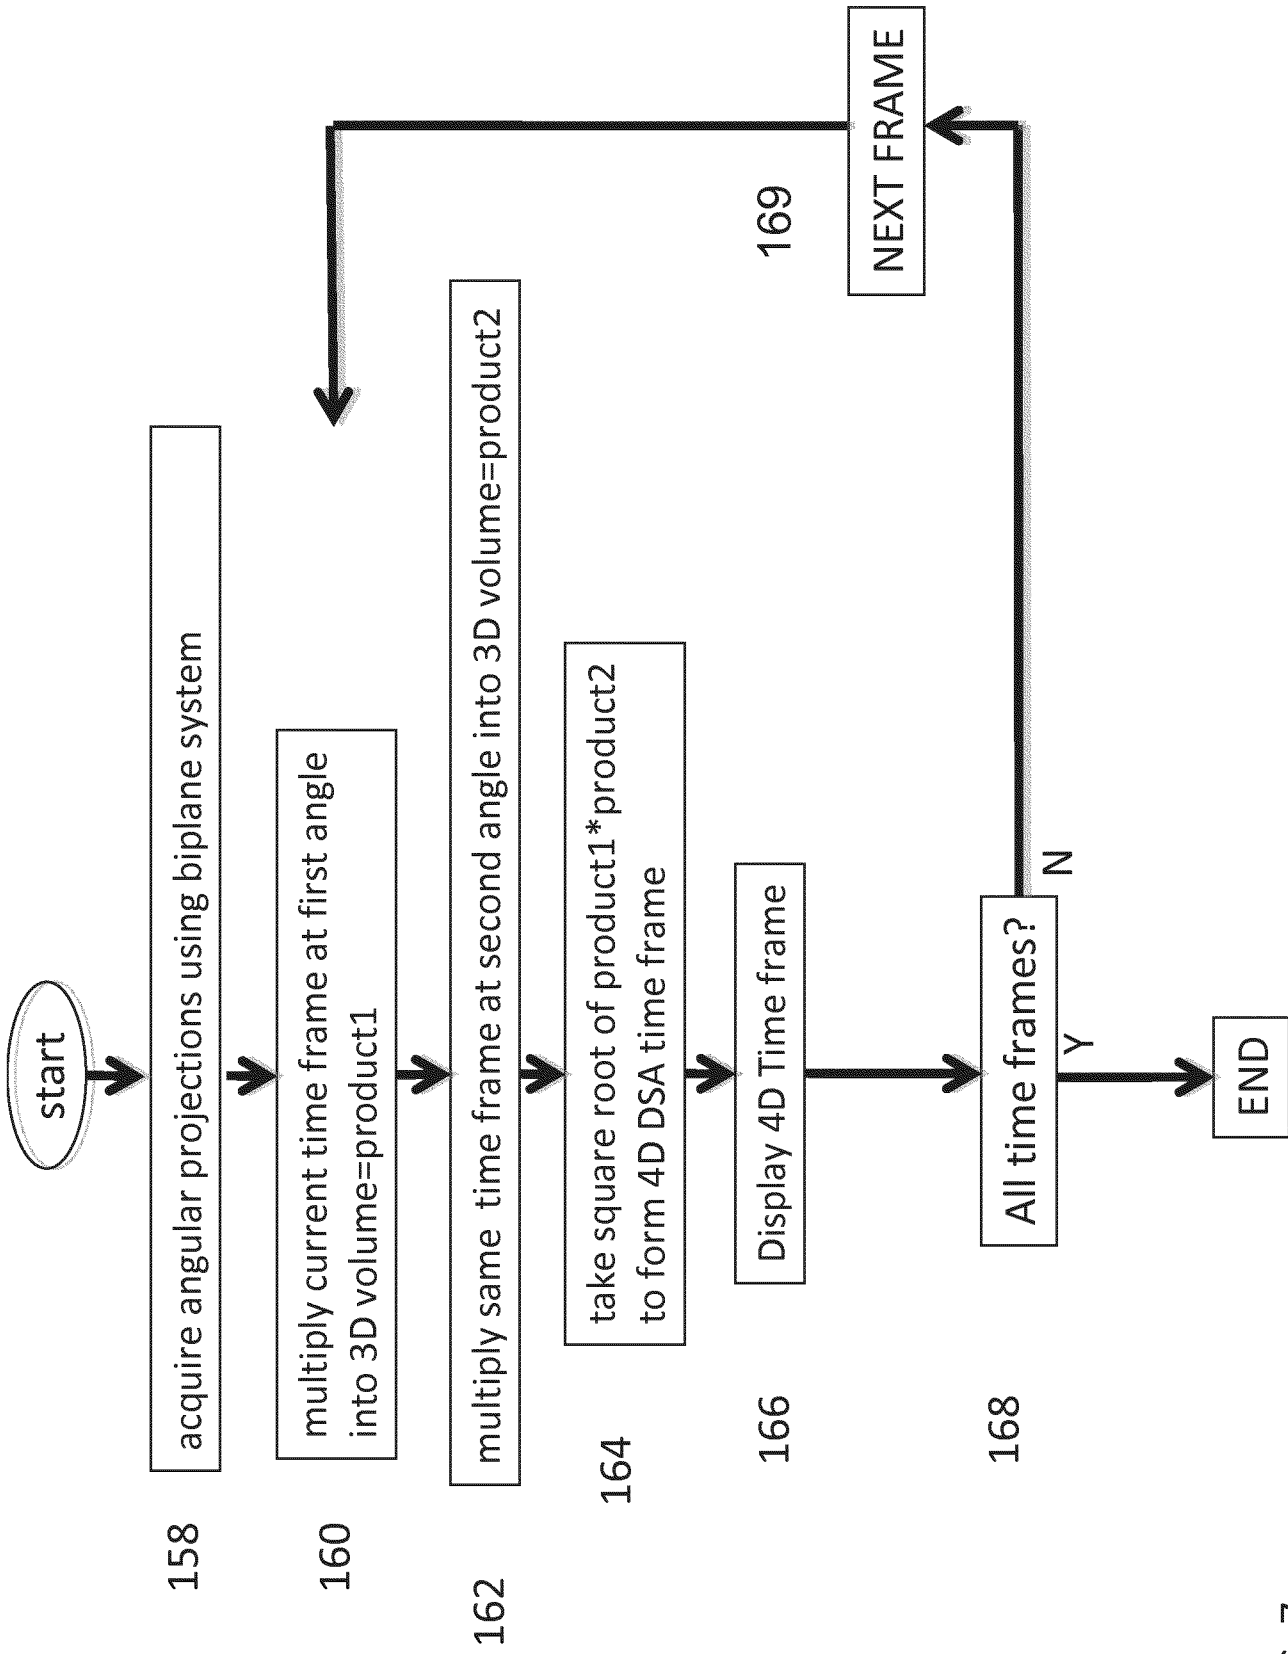 start
158
acquire angular projections using biplane system
160
multiply current time frame at first angle
into 3D volume=product1
162
multiply same time frame at second angle into 3D volume=product2
164
take square root of product1*product2
to form 4D DSA time frame
166
Display 4D Time frame
169
NEXT FRAME
168
All time frames?
N
Y
END
7